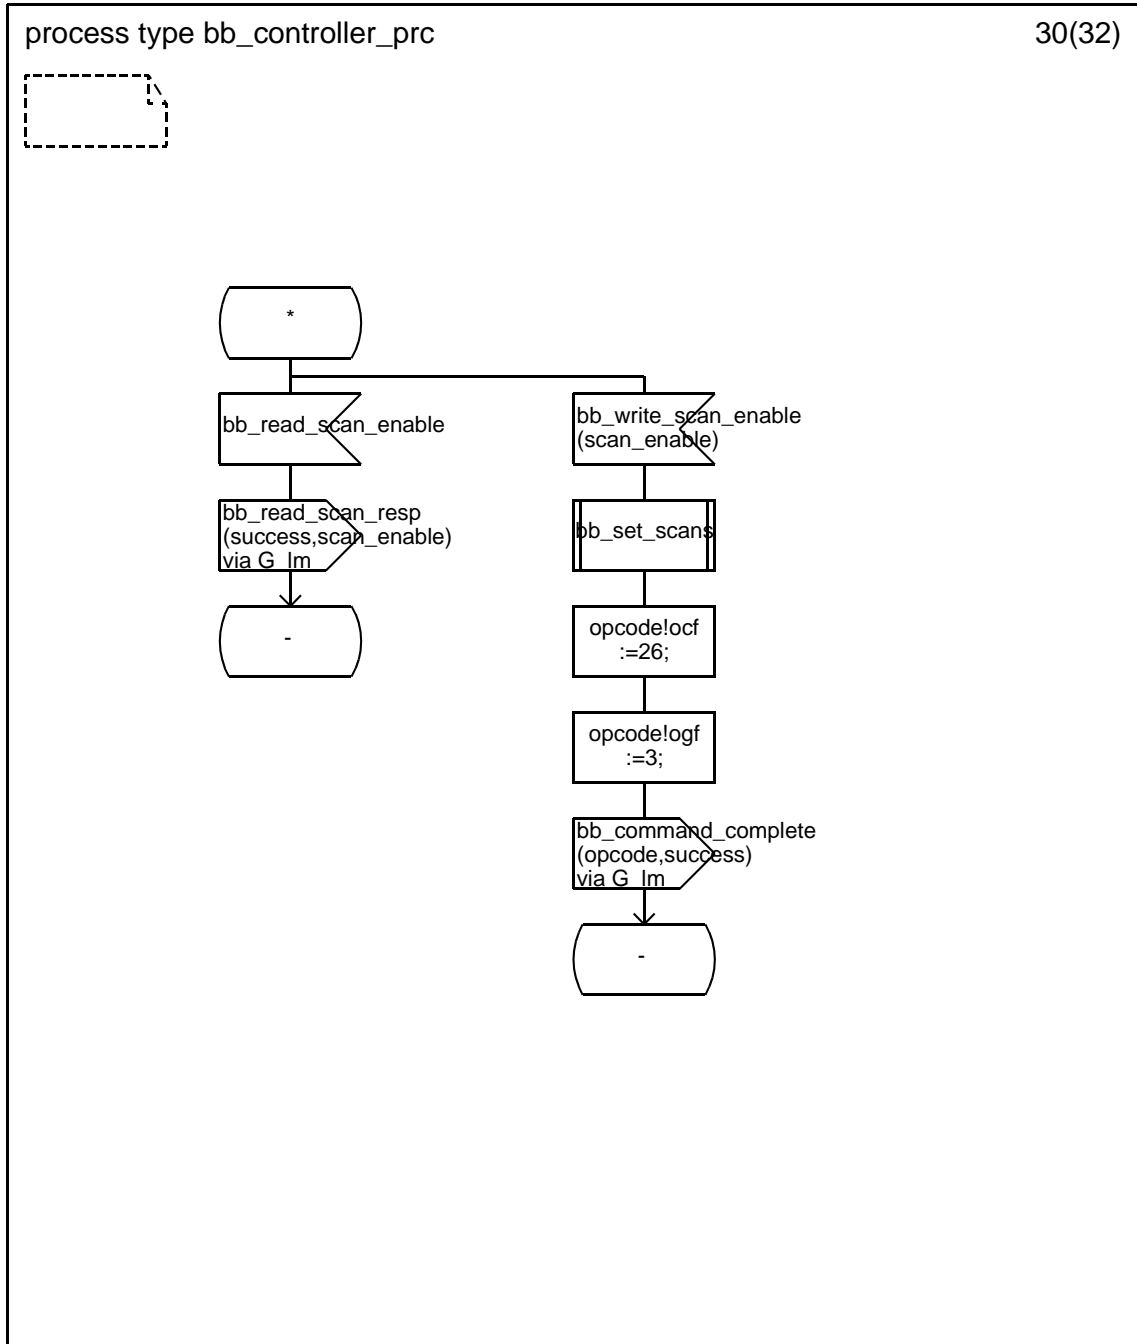 process type bb_controller_prc
30(32)
*
bb_read_scan_enable
bb_read_scan_resp
(success,scan_enable)
via G_lm
-
bb_write_scan_enable
(scan_enable)
bb_set_scans
opcode!ocf
:=26;
opcode!ogf
:=3;
bb_command_complete
(opcode,success)
via G_lm
-